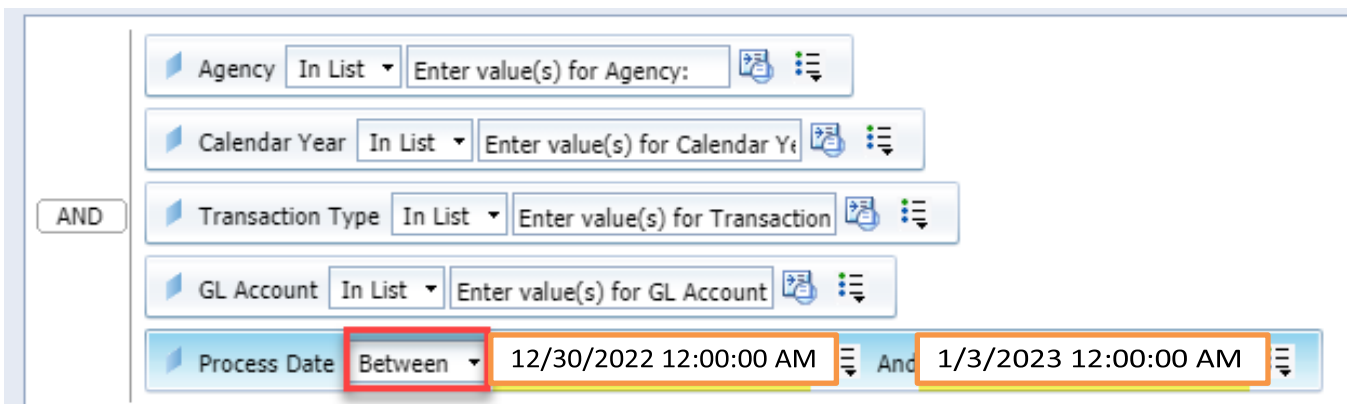 Agency In List Enter value(s) for Agency:
Calendar Year In List Enter value(s) for Calendar Ye
AND Transaction Type In List Enter value(s) for Transaction
GL Account In List Enter value(s) for GL Account
Process Date Between 12/30/2022 12:00:00 AM And 1/3/2023 12:00:00 AM